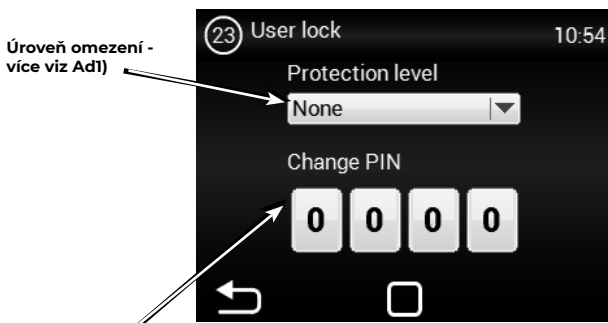 Úroveň omezení -
více viz Ad1)
23 User lock 10:54
Protection level
None
Change PIN
0 0 0 0